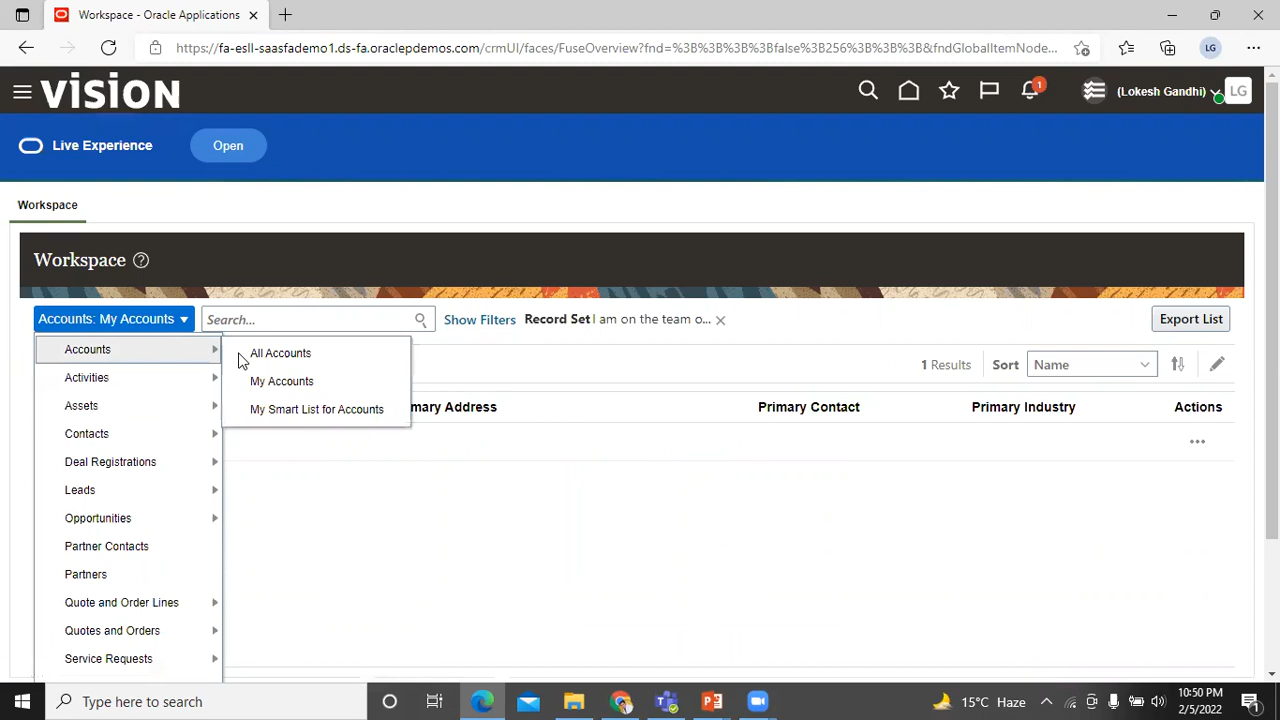 Workspace - Oracle Applications
https://fa-esll-saasfademo1.ds-fa.oraclepdemos.com/crmUI/faces/FuseOverview?fnd=%3B%3B%3B%3Bfalse%3B256%3B%3B%3B&fndGlobalItemNode...
LG
vision
1
(Lokesh Gandhi)
LG
Live Experience
Open
Workspace
Workspace
Accounts: My Accounts
Search...
Show Filters
Record Set I am on the team o...
Export List
Accounts
Activities
Assets
Contacts
Deal Registrations
Leads
Opportunities
Partner Contacts
Partners
Quote and Order Lines
Quotes and Orders
Service Requests
All Accounts
My Accounts
My Smart List for Accounts
1 Results
Sort
Name
mary Address
Primary Contact
Primary Industry
Actions
Type here to search
15°C Haze
10:50 PM
2/5/2022
1